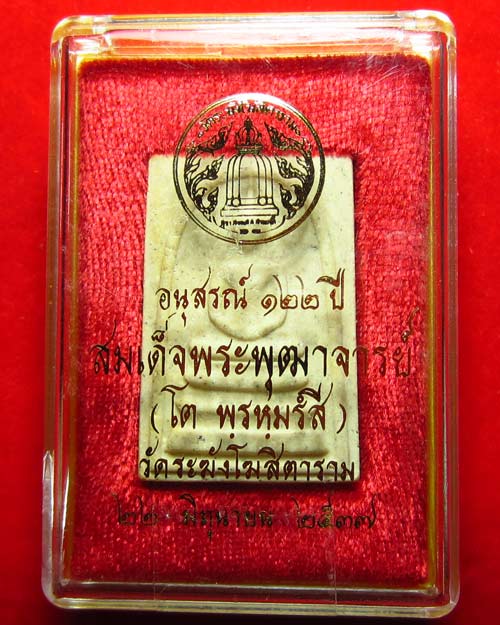 อนุสรณ์ ๑๒๒ ปี
สมเด็จพระพุฒาจารย์
(โต พฺรหฺมรํสี)
วัดระฆังโฆสิตาราม
๒๒ มิถุนายน ๒๕๓๗